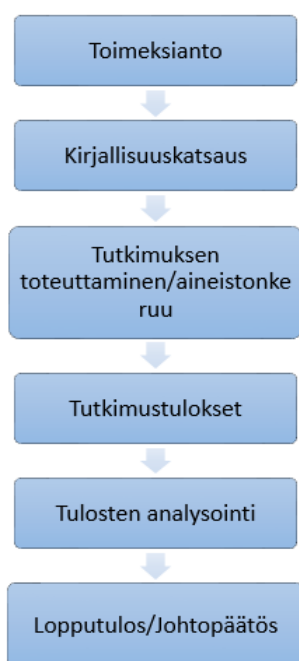 Toimeksianto
Kirjallisuuskatsaus
Tutkimuksen
toteuttaminen/aineistonke
ruu
Tutkimustulokset
Tulosten analysointi
Lopputulos/Johtopäätös